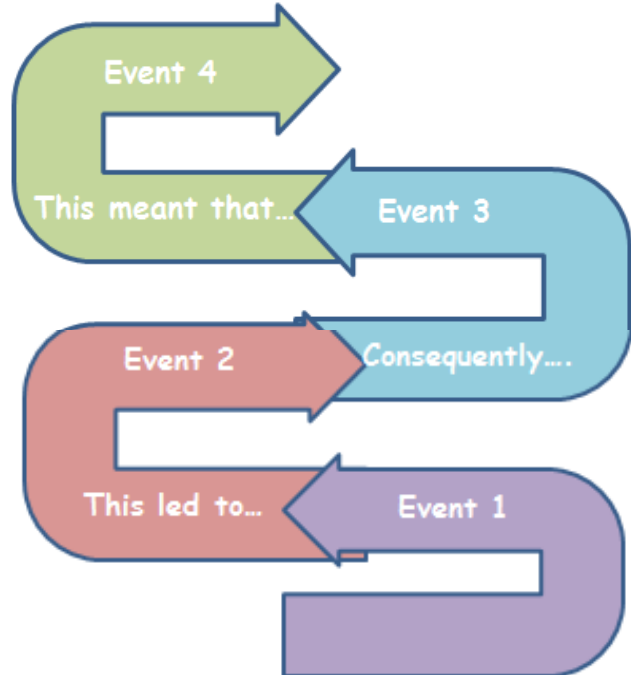 Event 4
This meant that...
Event 3
Event 2
Consequently....
This led to...
Event 1